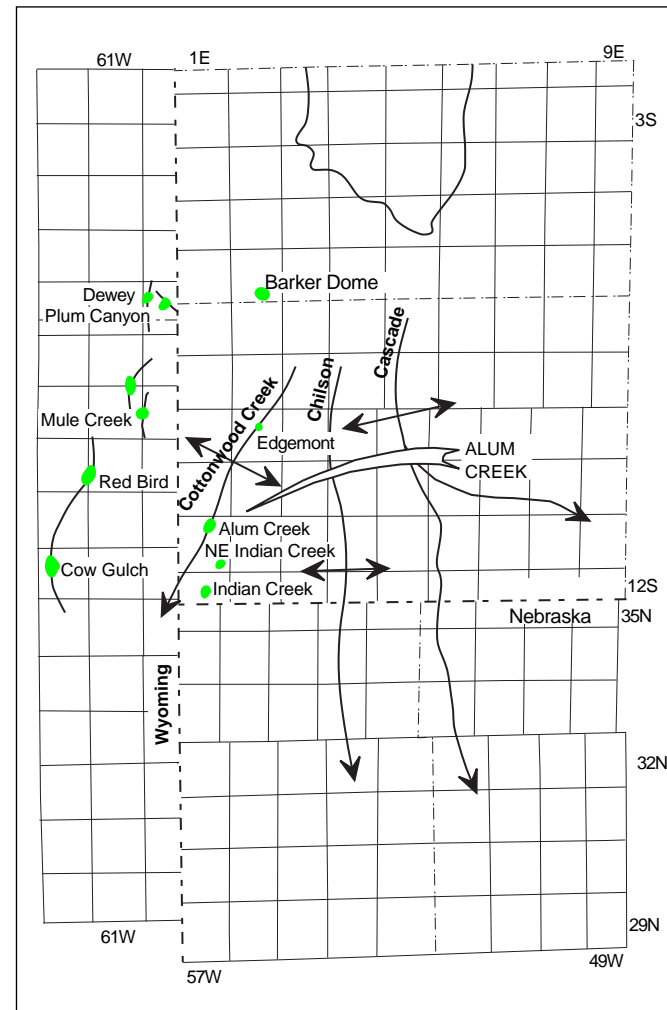 61W
1E
9E
3S
Dewey
Plum Canyon
Barker Dome
Cascade
Chilson
Cottonwood Creek
Mule Creek
Edgemont
ALUM
CREEK
Red Bird
Alum Creek
NE Indian Creek
Cow Gulch
Indian Creek
12S
Nebraska
35N
Wyoming
32N
61W
29N
57W
49W